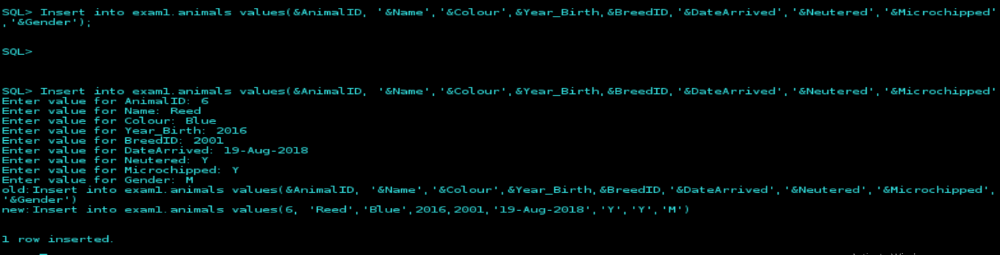 SQL> Insert into exam1.animals values(&AnimalID, '&Name','&Colour',&Year_Birth,&BreedID,'&DateArrived','&Neutered','&Microchipped'
,'&Gender');
SQL>
SQL> Insert into exam1.animals values(&AnimalID, '&Name','&Colour',&Year_Birth,&BreedID,'&DateArrived','&Neutered','&Microchipped'
Enter value for AnimalID: 6
Enter value for Name: Reed
Enter value for Colour: Blue
Enter value for Year_Birth: 2016
Enter value for BreedID: 2001
Enter value for DateArrived: 19-Aug-2018
Enter value for Neutered: Y
Enter value for Microchipped: Y
Enter value for Gender: M
old:Insert into exam1.animals values(&AnimalID, '&Name','&Colour',&Year_Birth,&BreedID,'&DateArrived','&Neutered','&Microchipped',
'&Gender')
new:Insert into exam1.animals values(6, 'Reed','Blue',2016,2001,'19-Aug-2018','Y','Y','M')
1 row inserted.